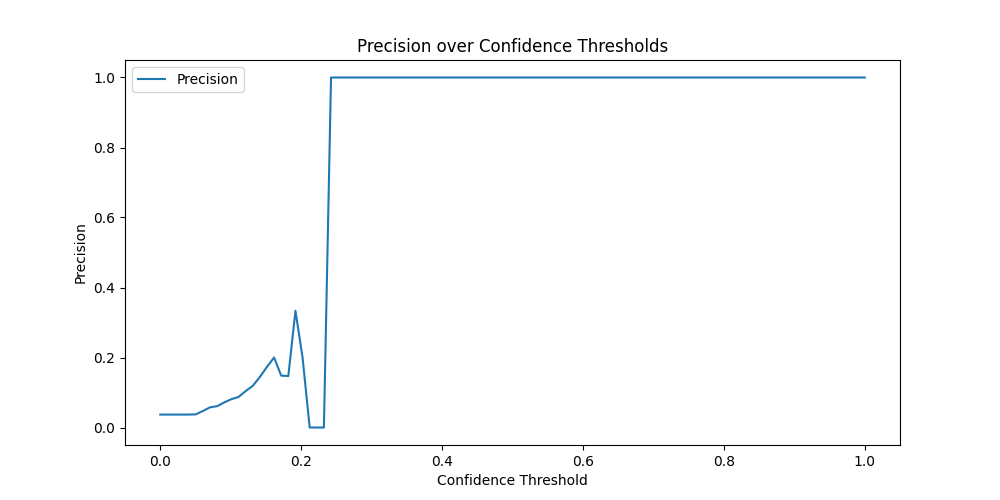 Precision over Confidence Thresholds
Precision
1.0
0.8
0.6
0.4
0.2
0.0
Precision
0.0 0.2 0.4 0.6 0.8 1.0
Confidence Threshold